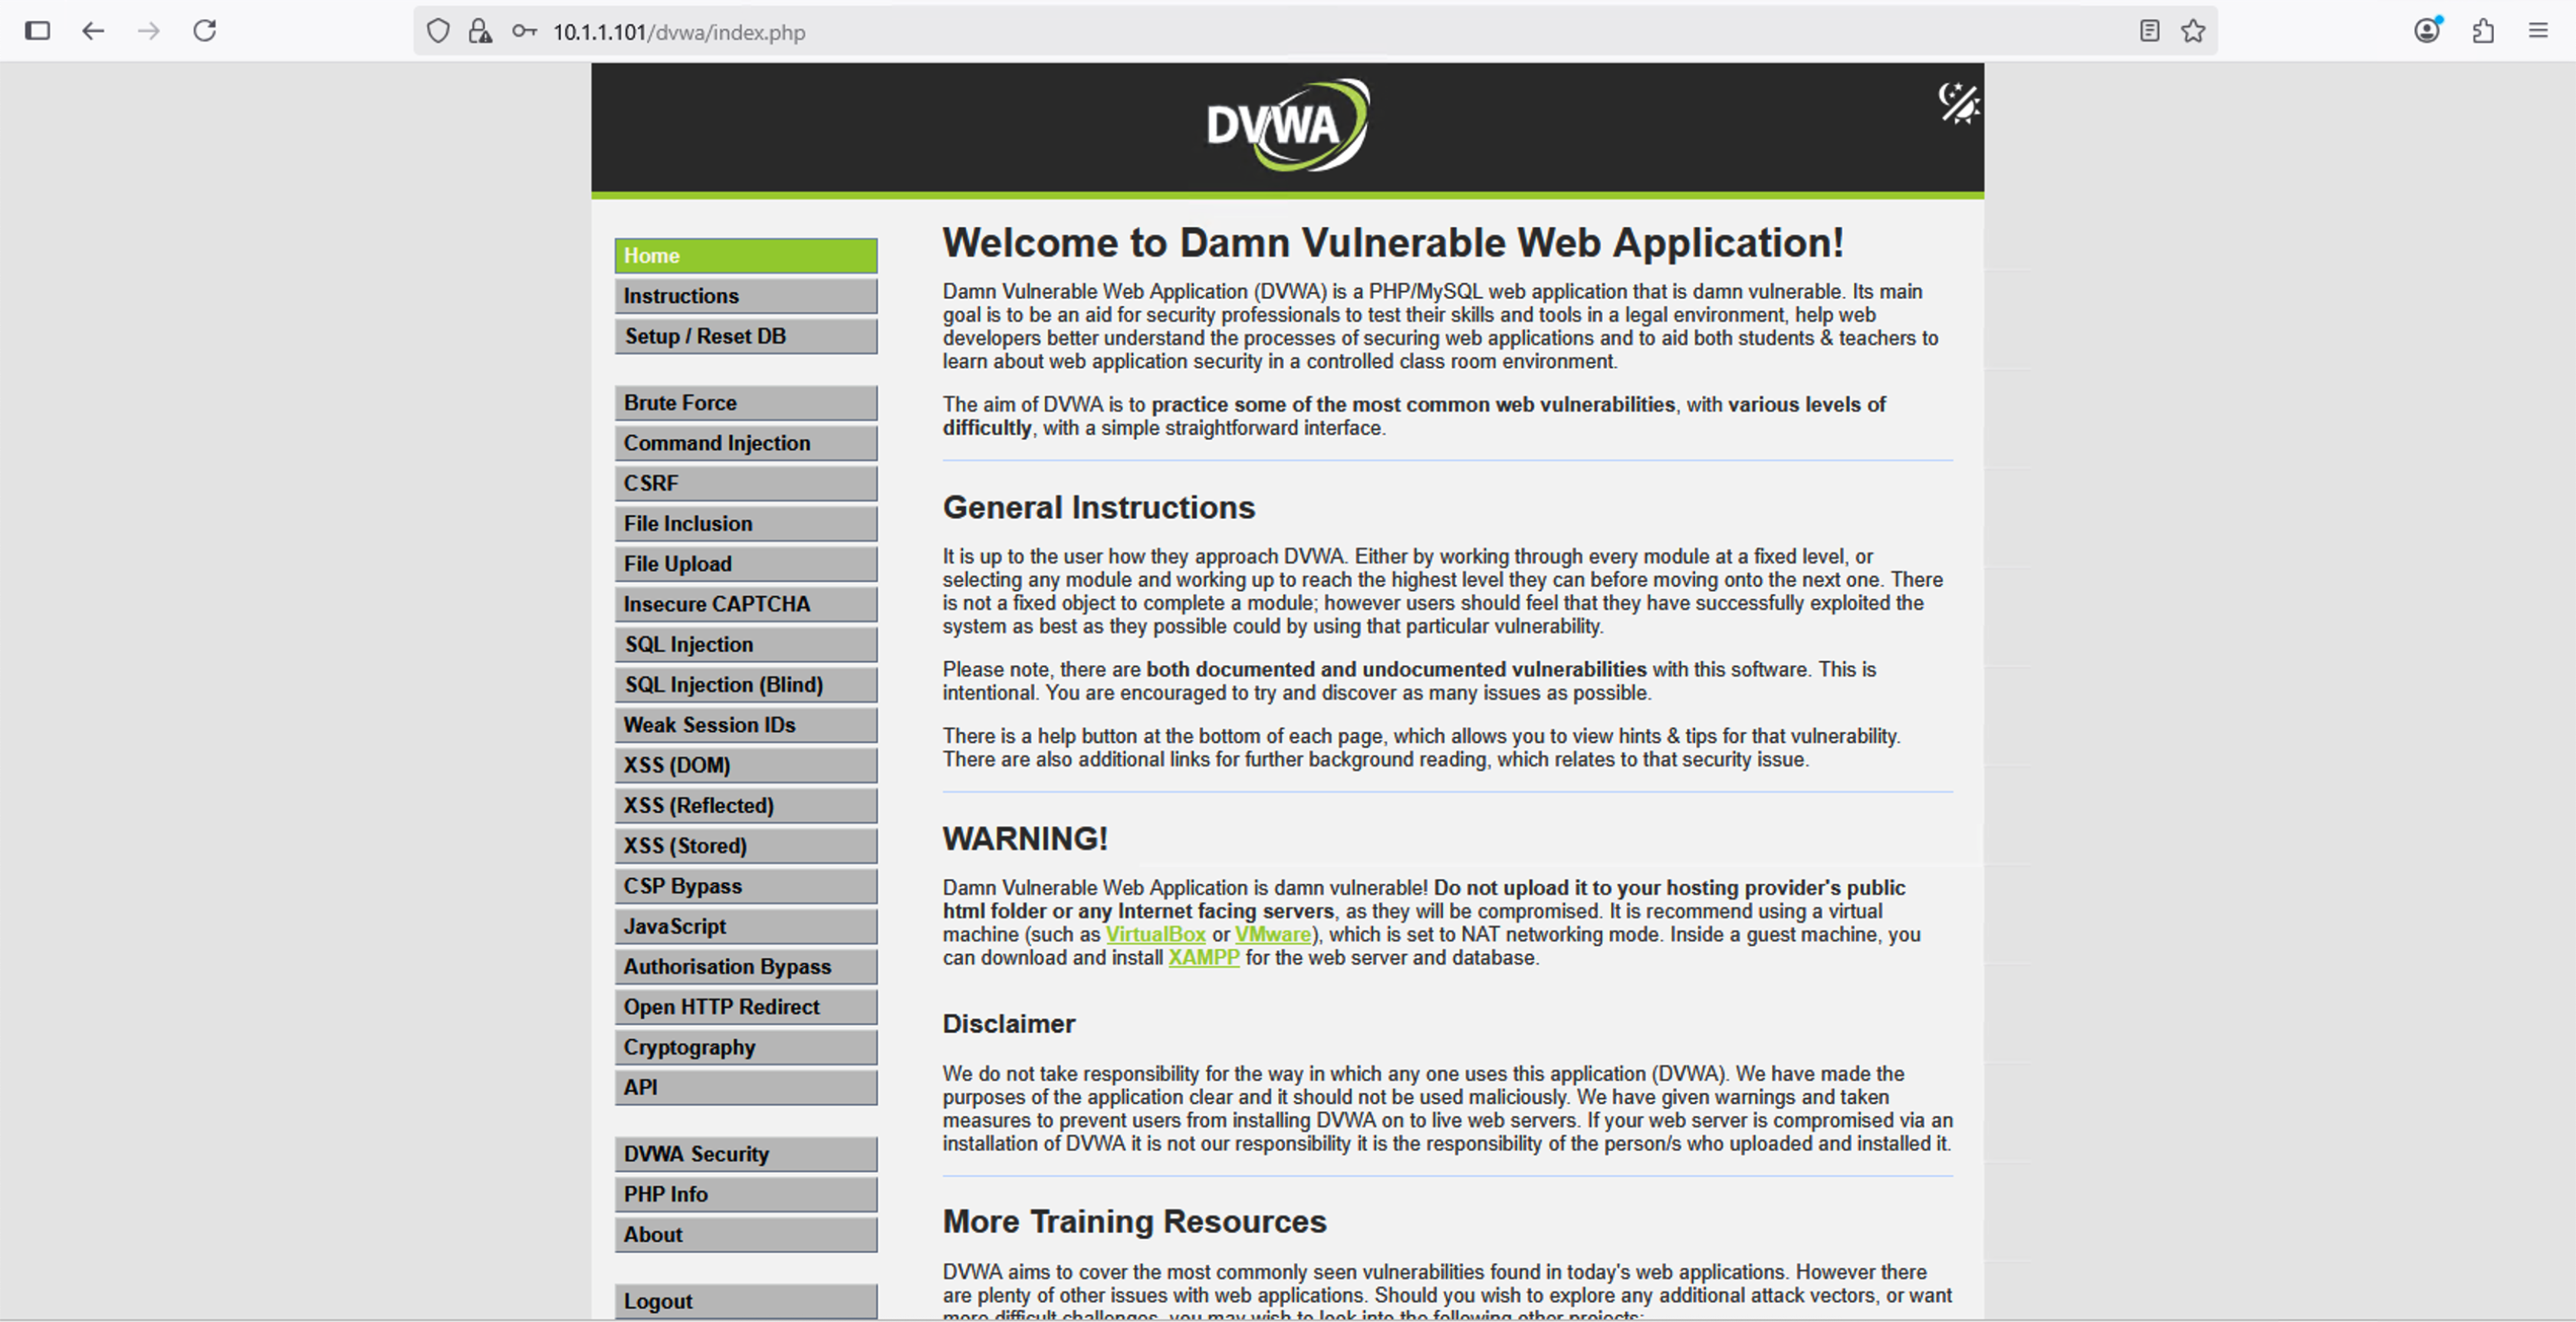 10.1.1.101/dvwa/index.php
DVWA
Home
Instructions
Setup / Reset DB
Brute Force
Command Injection
CSRF
File Inclusion
File Upload
Insecure CAPTCHA
SQL Injection
SQL Injection (Blind)
Weak Session IDs
XSS (DOM)
XSS (Reflected)
XSS (Stored)
CSP Bypass
JavaScript
Authorisation Bypass
Open HTTP Redirect
Cryptography
API
DVWA Security
PHP Info
About
Logout
Welcome to Damn Vulnerable Web Application!
Damn Vulnerable Web Application (DVWA) is a PHP/MySQL web application that is damn vulnerable. Its main
goal is to be an aid for security professionals to test their skills and tools in a legal environment, help web
developers better understand the processes of securing web applications and to aid both students & teachers to
learn about web application security in a controlled class room environment.
The aim of DVWA is to practice some of the most common web vulnerabilities, with various levels of
difficultly, with a simple straightforward interface.
General Instructions
It is up to the user how they approach DVWA. Either by working through every module at a fixed level, or
selecting any module and working up to reach the highest level they can before moving onto the next one. There
is not a fixed object to complete a module; however users should feel that they have successfully exploited the
system as best as they possible could by using that particular vulnerability.
Please note, there are both documented and undocumented vulnerabilities with this software. This is
intentional. You are encouraged to try and discover as many issues as possible.
There is a help button at the bottom of each page, which allows you to view hints & tips for that vulnerability.
There are also additional links for further background reading, which relates to that security issue.
WARNING!
Damn Vulnerable Web Application is damn vulnerable! Do not upload it to your hosting provider's public
html folder or any Internet facing servers, as they will be compromised. It is recommend using a virtual
machine (such as VirtualBox or VMware), which is set to NAT networking mode. Inside a guest machine, you
can download and install XAMPP for the web server and database.
Disclaimer
We do not take responsibility for the way in which any one uses this application (DVWA). We have made the
purposes of the application clear and it should not be used maliciously. We have given warnings and taken
measures to prevent users from installing DVWA on to live web servers. If your web server is compromised via an
installation of DVWA it is not our responsibility it is the responsibility of the person/s who uploaded and installed it.
More Training Resources
DVWA aims to cover the most commonly seen vulnerabilities found in today's web applications. However there
are plenty of other issues with web applications. Should you wish to explore any additional attack vectors, or want
more difficult challenges, you may wish to look into the following other projects: